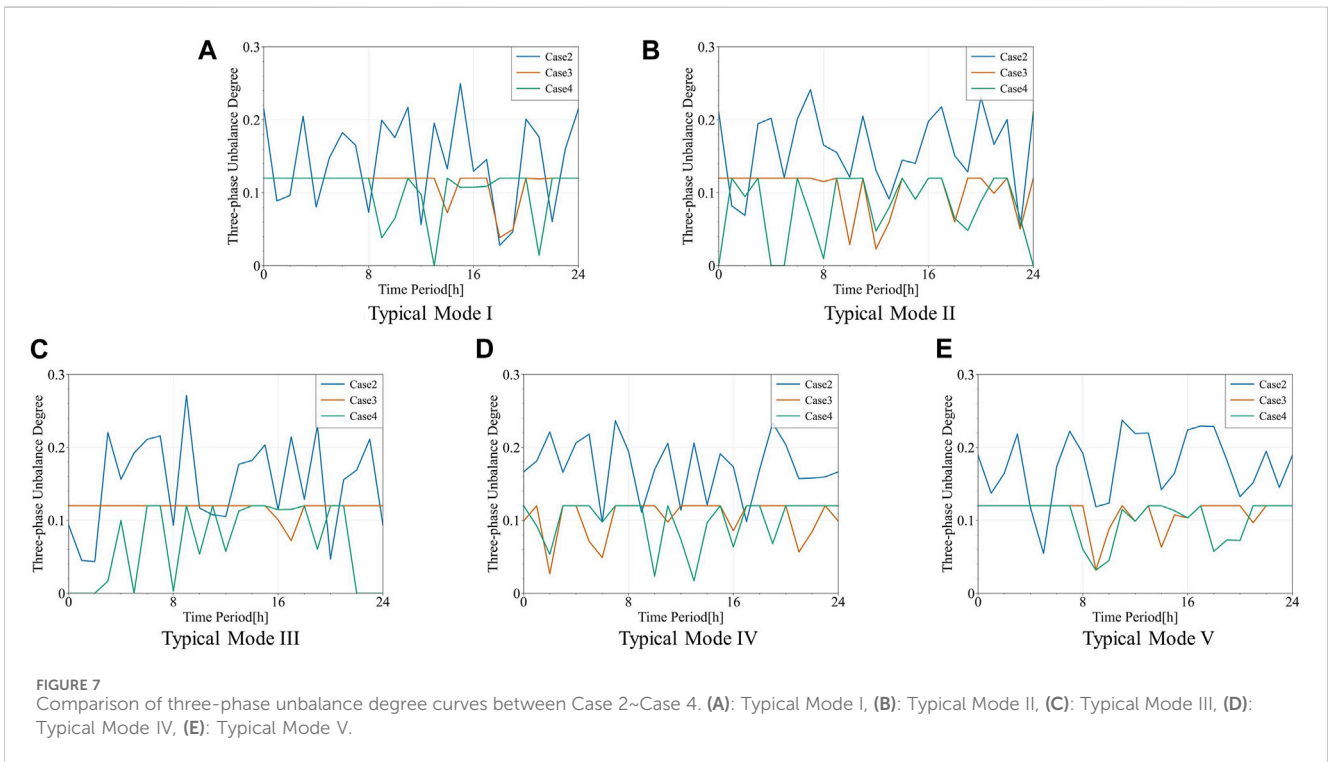 A
Three-phase Unbalance Degree
0.3
0.2
0.1
0
0
8
16
24
Case2
Case3
Case4
Time Period[h]
Typical Mode I
B
Three-phase Unbalance Degree
0.3
0.2
0.1
0
0
8
16
24
Case2
Case3
Case4
Time Period[h]
Typical Mode II
C
Three-phase Unbalance Degree
0.3
0.2
0.1
0
0
8
16
24
Case2
Case3
Case4
Time Period[h]
Typical Mode III
D
Three-phase Unbalance Degree
0.3
0.2
0.1
0
0
8
16
24
Case2
Case3
Case4
Time Period[h]
Typical Mode IV
E
Three-phase Unbalance Degree
0.3
0.2
0.1
0
0
8
16
24
Case2
Case3
Case4
Time Period[h]
Typical Mode V
FIGURE 7
Comparison of three-phase unbalance degree curves between Case 2~Case 4. (A): Typical Mode I, (B): Typical Mode II, (C): Typical Mode III, (D):
Typical Mode IV, (E): Typical Mode V.